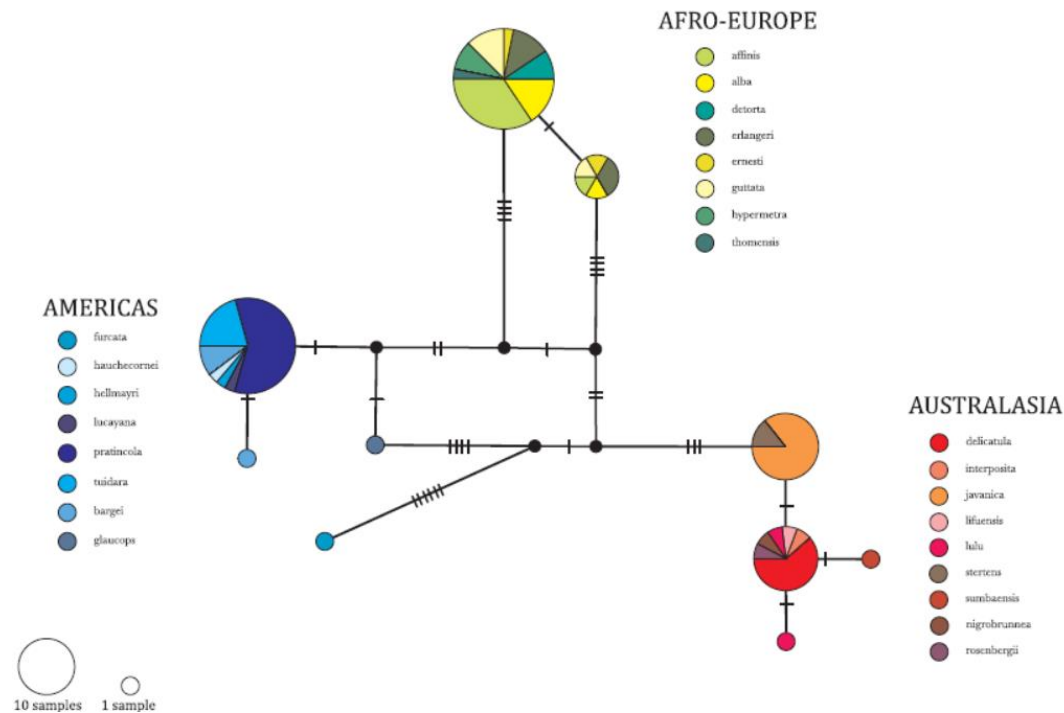 AFRO-EUROPE
affinis
alba
detorta
erlangeri
ernesti
guttata
hypermetra
thomensis
AMERICAS
furcata
hauchecornei
hellmayri
lucayana
pratincola
tuidara
bargei
glaucops
AUSTRALASIA
delicatula
interposita
javanica
lifuensis
lulu
stertens
sumbaensis
nigrobrunnea
rosenbergii
10 samples 1 sample